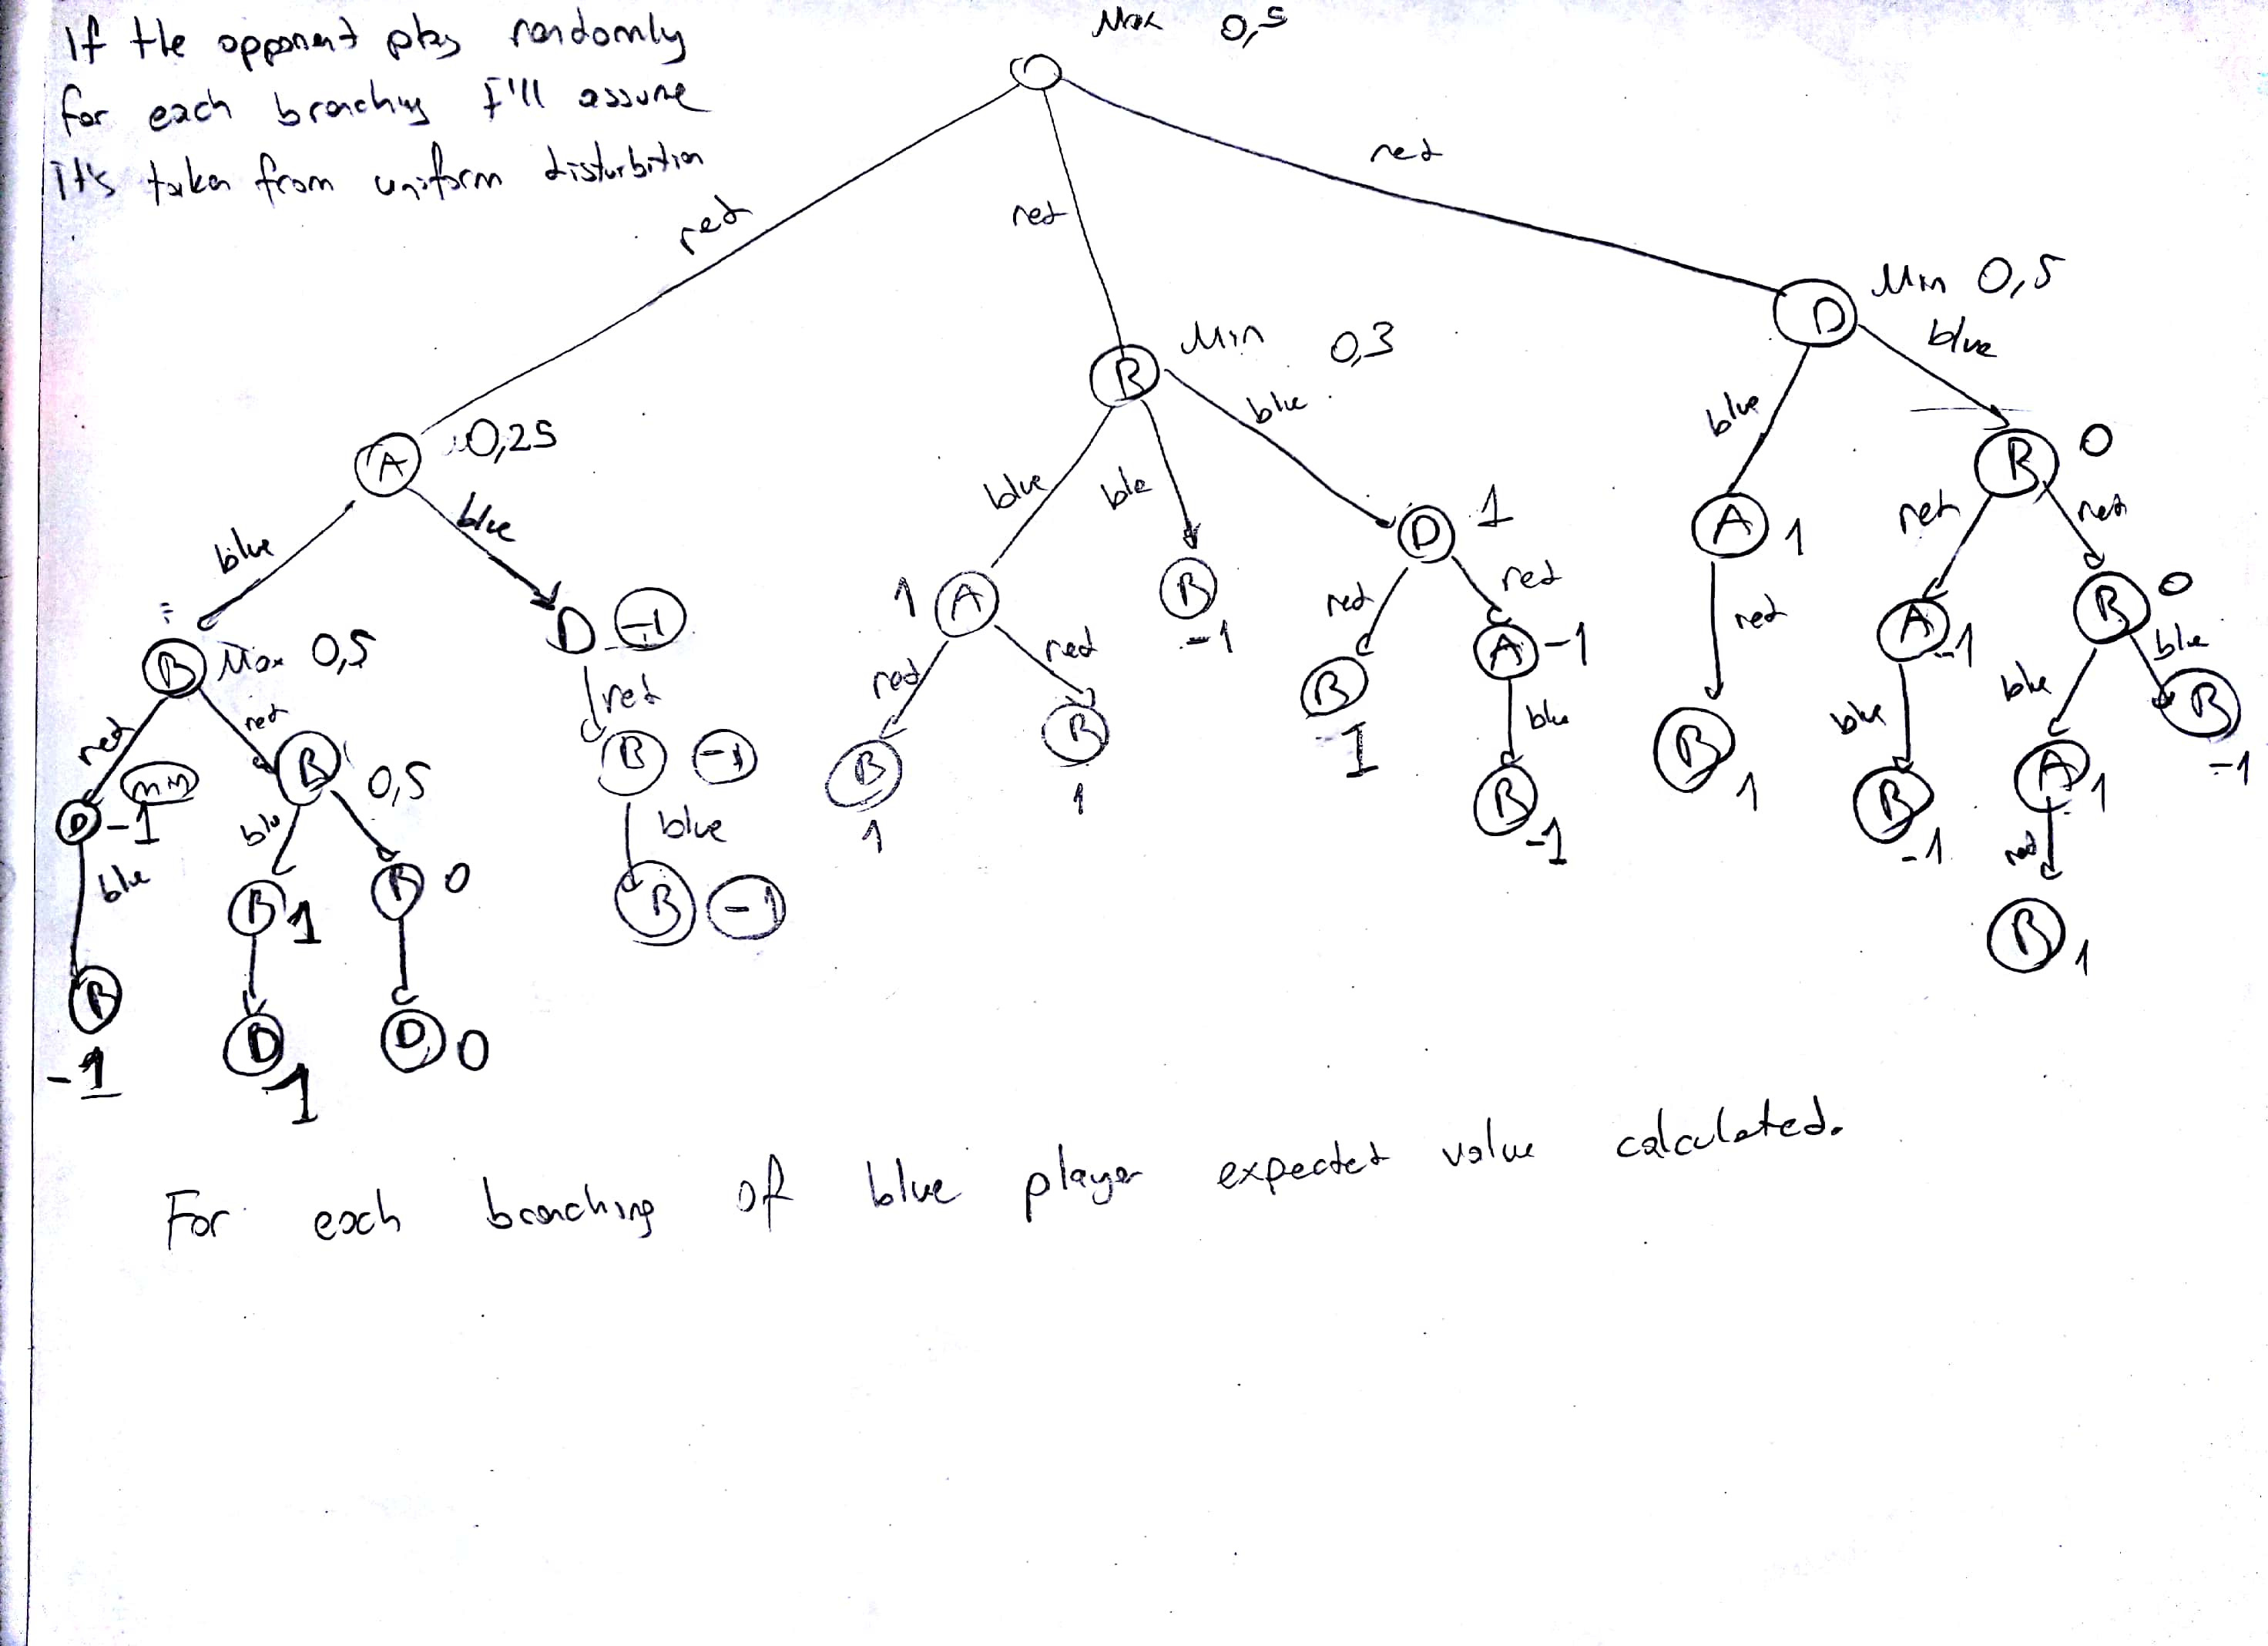 If the opponent plays randomly
for each branching I'll assume
it's taken from uniform disturbition
Max 0,5
red
red
red
Min 0,5
blue
Min 0,3
blue
A
0,25
B
D
blue
blue
blue
blue
blue
B 0
A 1
D 1
A 1
B -1
D -1
B Max 0,5
red red
red
red
red red
red red
red
A -1
B 0
B 1
A -1
blue
blue
blue
blue
B 1
B 1
B -1
B 1
B -1
A 1
B -1
red
B 1
min
D -1
B 0,5
B -1
blue
blu
blue
B 1
B 0
B -1
B -1
D 1
D 0
For each branching of blue player expected value calculated.